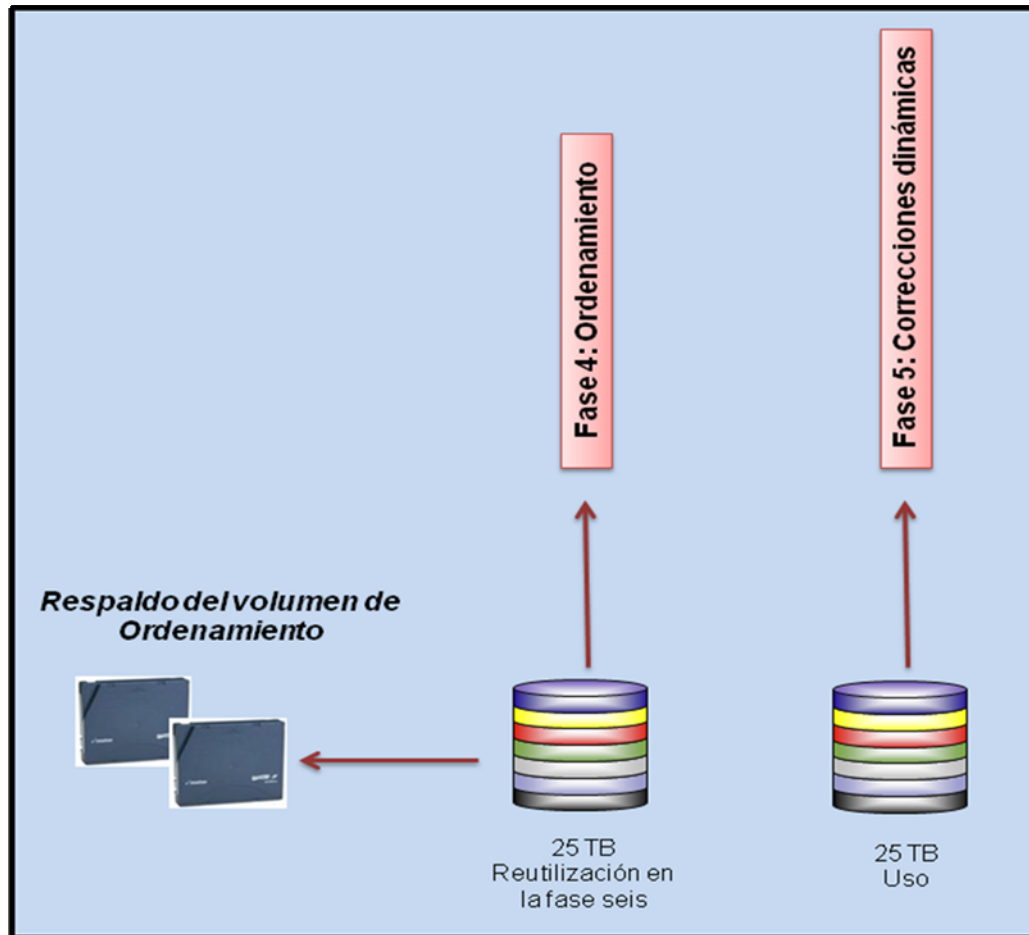 Fase 4: Ordenamiento
Fase 5: Correcciones dinámicas
Respaldo del volumen de
Ordenamiento
25 TB
Reutilización en
la fase seis
25 TB
Uso